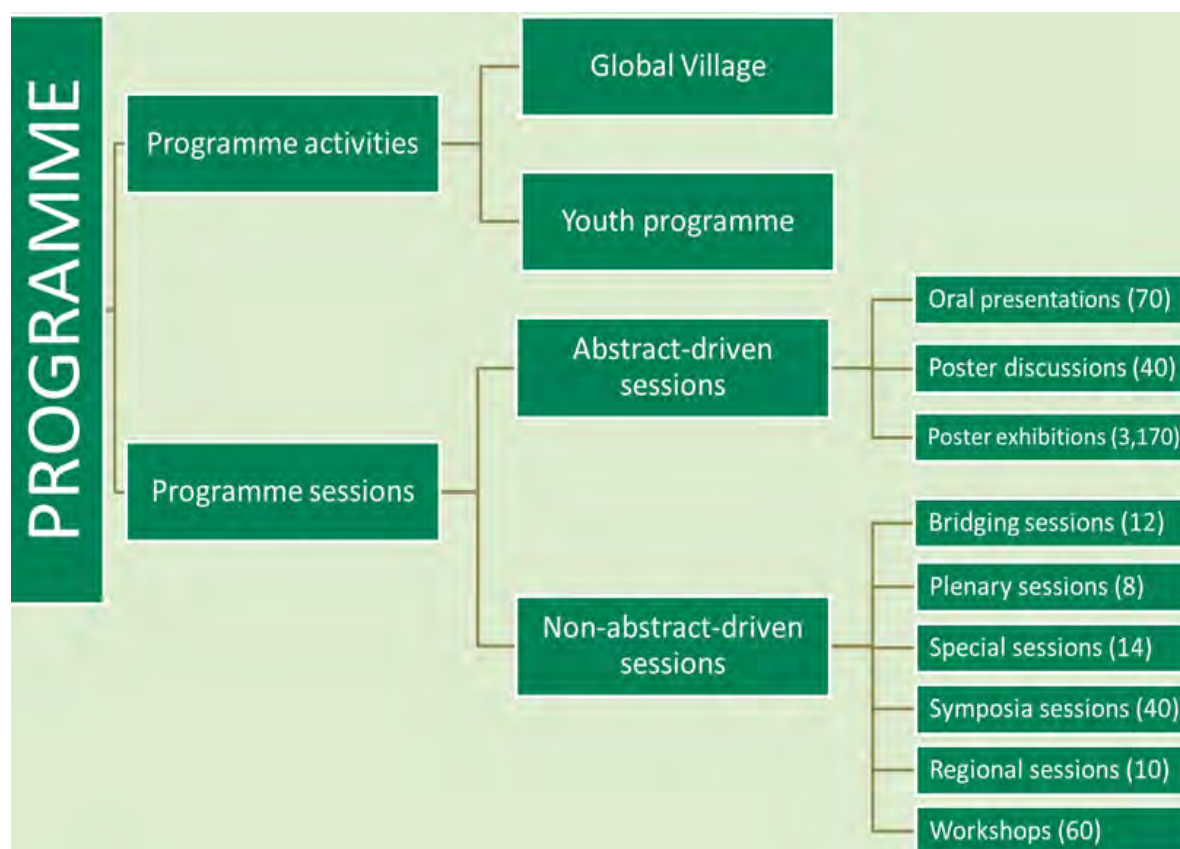 PROGRAMME
Programme activities
Global Village
Youth programme
Programme sessions
Abstract-driven
sessions
Oral presentations (70)
Poster discussions (40)
Poster exhibitions (3,170)
Non-abstract-driven
sessions
Bridging sessions (12)
Plenary sessions (8)
Special sessions (14)
Symposia sessions (40)
Regional sessions (10)
Workshops (60)